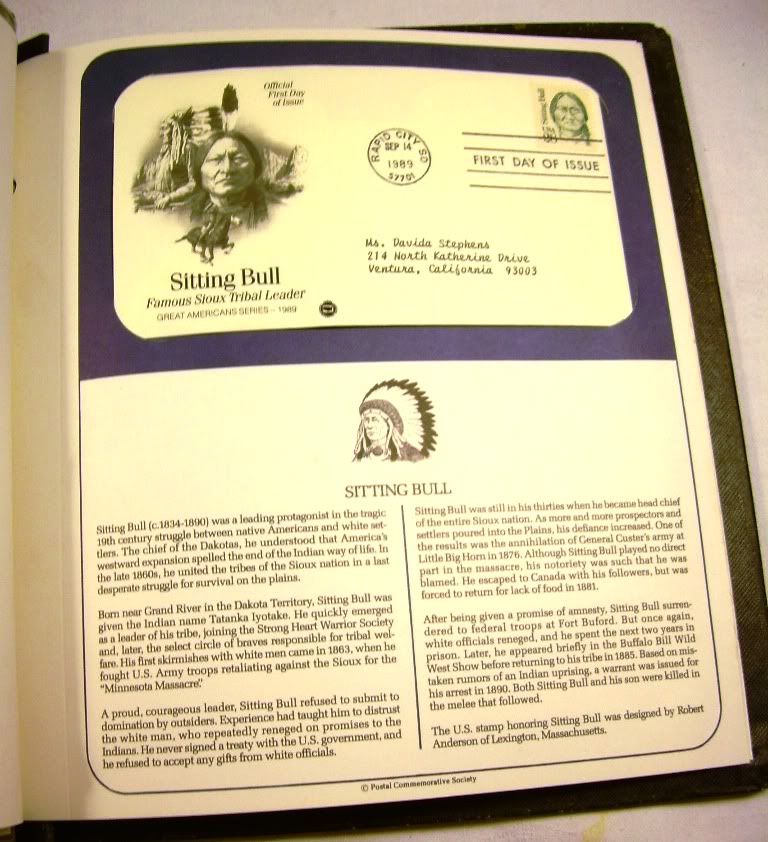 Official
First Day
of Issue
Sitting Bull
RAPID CITY SD
SEP 14
1989
57701
FIRST DAY OF ISSUE
Ms. Davida Stephens
214 North Katherine Drive
Ventura, California 93003
Sitting Bull
Famous Sioux Tribal Leader
GREAT AMERICANS SERIES – 1989
SITTING BULL
Sitting Bull (c.1834-1890) was a leading protagonist in the tragic
19th century struggle between native Americans and white set-
tlers. The chief of the Dakotas, he understood that America's
westward expansion spelled the end of the Indian way of life. In
the late 1860s, he united the tribes of the Sioux nation in a last
desperate struggle for survival on the plains.
Born near Grand River in the Dakota Territory, Sitting Bull was
given the Indian name Tatanka Iyotake. He quickly emerged
as a leader of his tribe, joining the Strong Heart Warrior Society
and, later, the select circle of braves responsible for tribal wel-
fare. His first skirmishes with white men came in 1863, when he
fought U.S. Army troops retaliating against the Sioux for the
"Minnesota Massacre."
A proud, courageous leader, Sitting Bull refused to submit to
domination by outsiders. Experience had taught him to distrust
the white man, who repeatedly reneged on promises to the
Indians. He never signed a treaty with the U.S. government, and
he refused to accept any gifts from white officials.
Sitting Bull was still in his thirties when he became head chief
of the entire Sioux nation. As more and more prospectors and
settlers poured into the Plains, his defiance increased. One of
the results was the annihilation of General Custer's army at
Little Big Horn in 1876. Although Sitting Bull played no direct
part in the massacre, his notoriety was such that he was
blamed. He escaped to Canada with his followers, but was
forced to return for lack of food in 1881.
After being given a promise of amnesty, Sitting Bull surren-
dered to federal troops at Fort Buford. But once again,
white officials reneged, and he spent the next two years in
prison. Later, he appeared briefly in the Buffalo Bill Wild
West Show before returning to his tribe in 1885. Based on mis-
taken rumors of an Indian uprising, a warrant was issued for
his arrest in 1890. Both Sitting Bull and his son were killed in
the melee that followed.
The U.S. stamp honoring Sitting Bull was designed by Robert
Anderson of Lexington, Massachusetts.
© Postal Commemorative Society